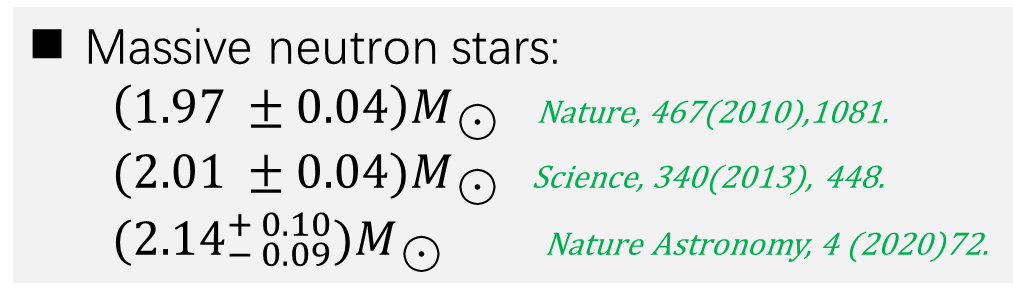 ■ Massive neutron stars:
(1.97 ± 0.04)M⊙ Nature, 467(2010),1081.
(2.01 ± 0.04)M⊙ Science, 340(2013), 448.
(2.14+ 0.10 − 0.09)M⊙ Nature Astronomy, 4 (2020)72.